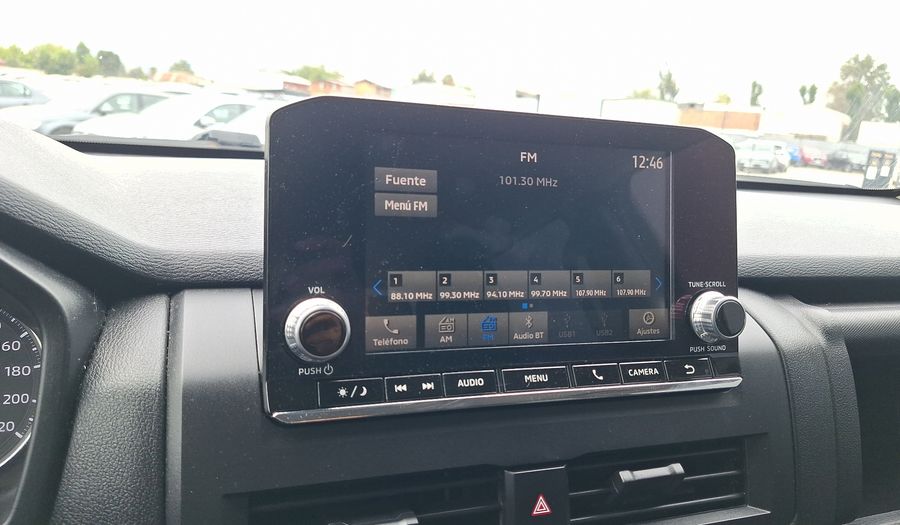 FM
12:46
101.30 MHz
Fuente
Menú FM
1 2 3 4 5 6
88.10 MHz 99.30 MHz 94.10 MHz 99.70 MHz 107.90 MHz 107.90 MHz
Teléfono AM FM Audio BT USB1 USB2 Ajustes
VOL
PUSH
TUNE·SCROLL
PUSH SOUND
AUDIO MENU CAMERA
60
180
200
20